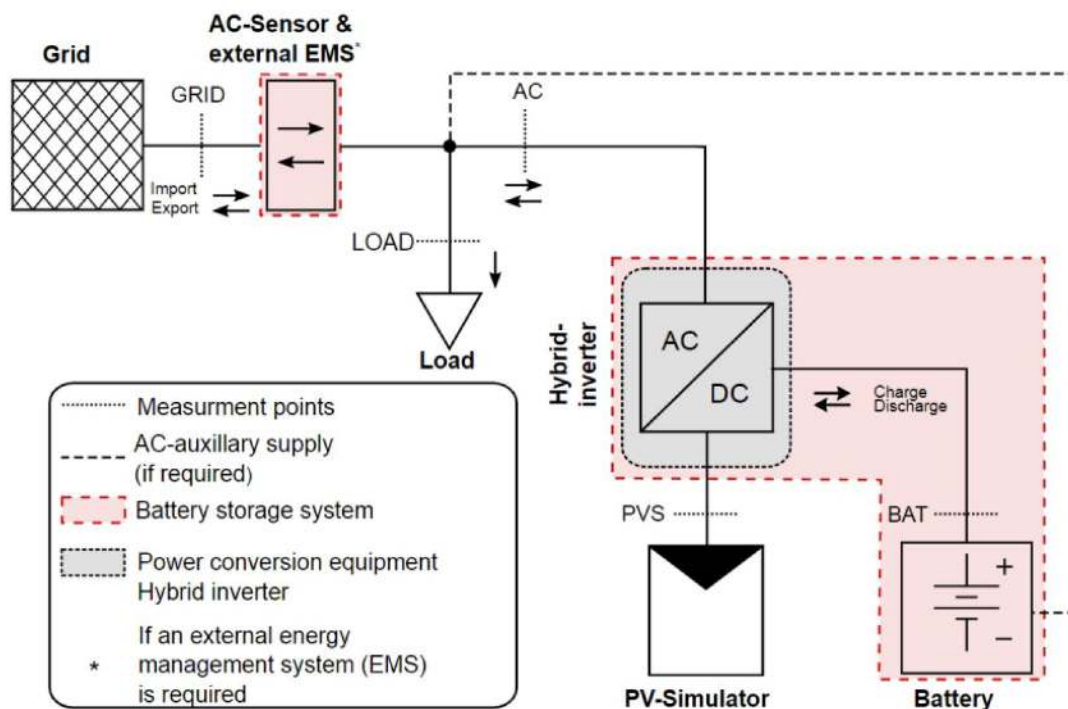 AC-Sensor &
external EMS*
Grid
GRID
AC
Import
Export
LOAD
Load
Hybrid-
inverter
AC
DC
Charge
Discharge
PVS
BAT
+
−
PV-Simulator
Battery
Measurment points
AC-auxillary supply
(if required)
Battery storage system
Power conversion equipment
Hybrid inverter
If an external energy
* management system (EMS)
is required